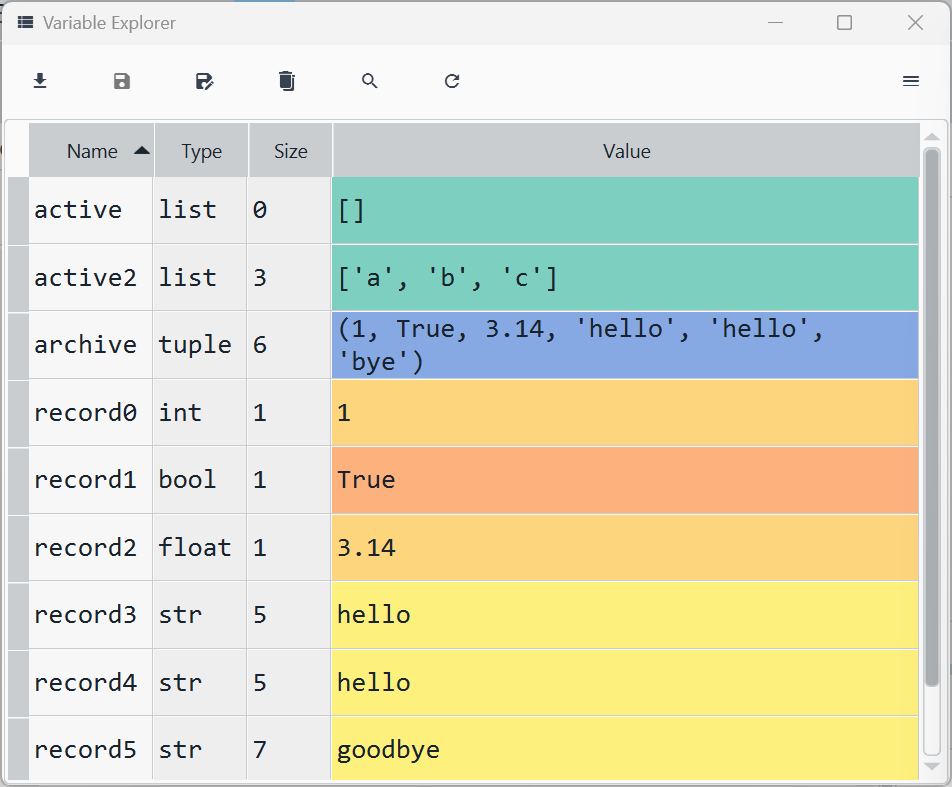 Variable Explorer
Name Type Size Value
active list 0 []
active2 list 3 ['a', 'b', 'c']
archive tuple 6 (1, True, 3.14, 'hello', 'hello',
'bye')
record0 int 1 1
record1 bool 1 True
record2 float 1 3.14
record3 str 5 hello
record4 str 5 hello
record5 str 7 goodbye